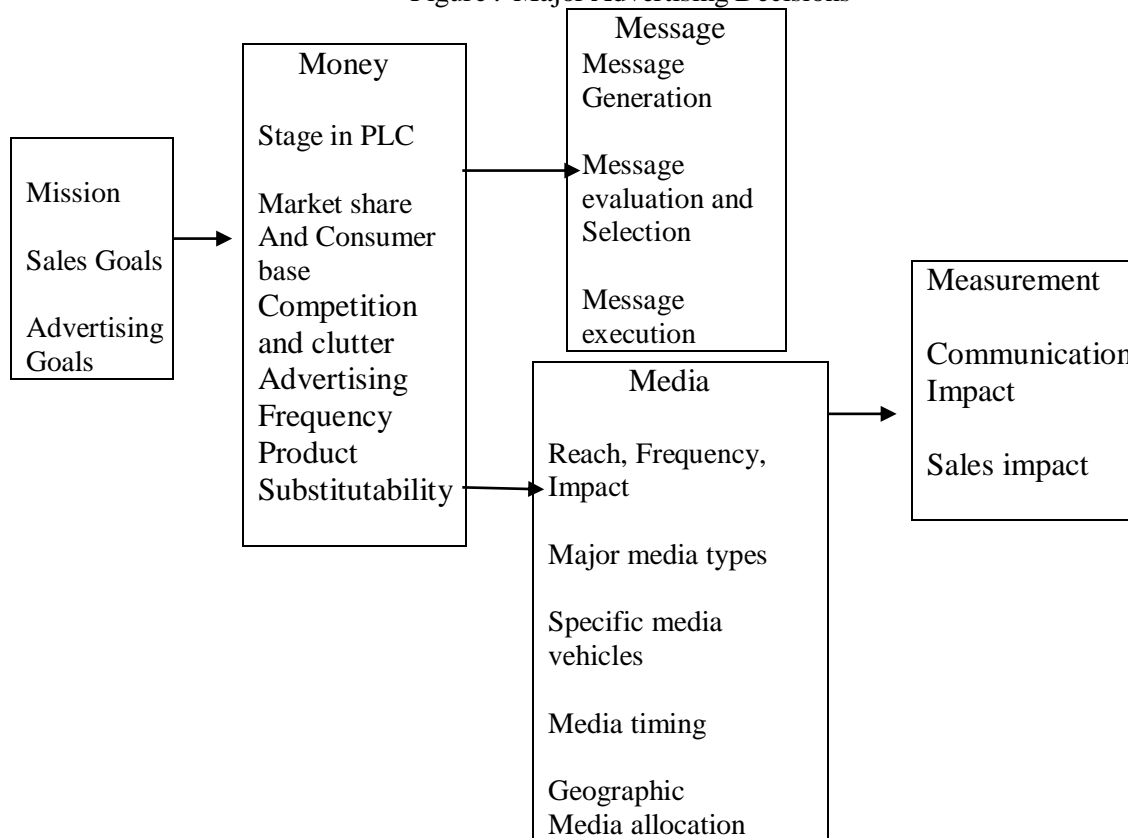 Figure : Major Advertising Decisions
Mission
Sales Goals
Advertising
Goals
Money
Stage in PLC
Market share
And Consumer
base
Competition
and clutter
Advertising
Frequency
Product
Substitutability
Message
Message
Generation
Message
evaluation and
Selection
Message
execution
Media
Reach, Frequency,
Impact
Major media types
Specific media
vehicles
Media timing
Geographic
Media allocation
Measurement
Communication
Impact
Sales impact